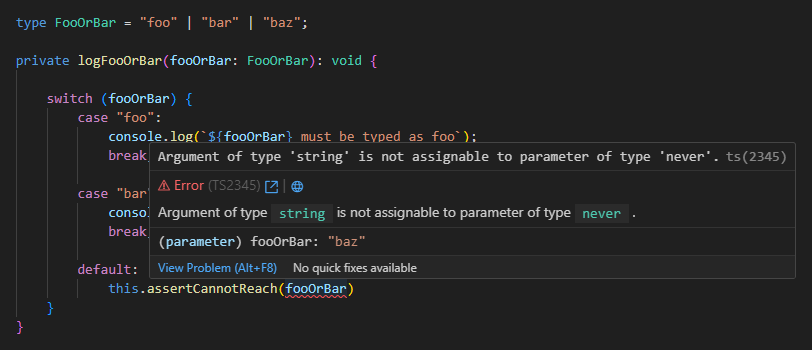 type FooOrBar = "foo" | "bar" | "baz";
private logFooOrBar(fooOrBar: FooOrBar): void {
switch (fooOrBar) {
case "foo":
console.log(`${fooOrBar} must be typed as foo`);
break
Argument of type 'string' is not assignable to parameter of type 'never'. ts(2345)
Error (TS2345) |
case "bar"
Argument of type string is not assignable to parameter of type never .
conso
break
(parameter) fooOrBar: "baz"
default:
View Problem (Alt+F8) No quick fixes available
this.assertCannotReach(fooOrBar)
}
}